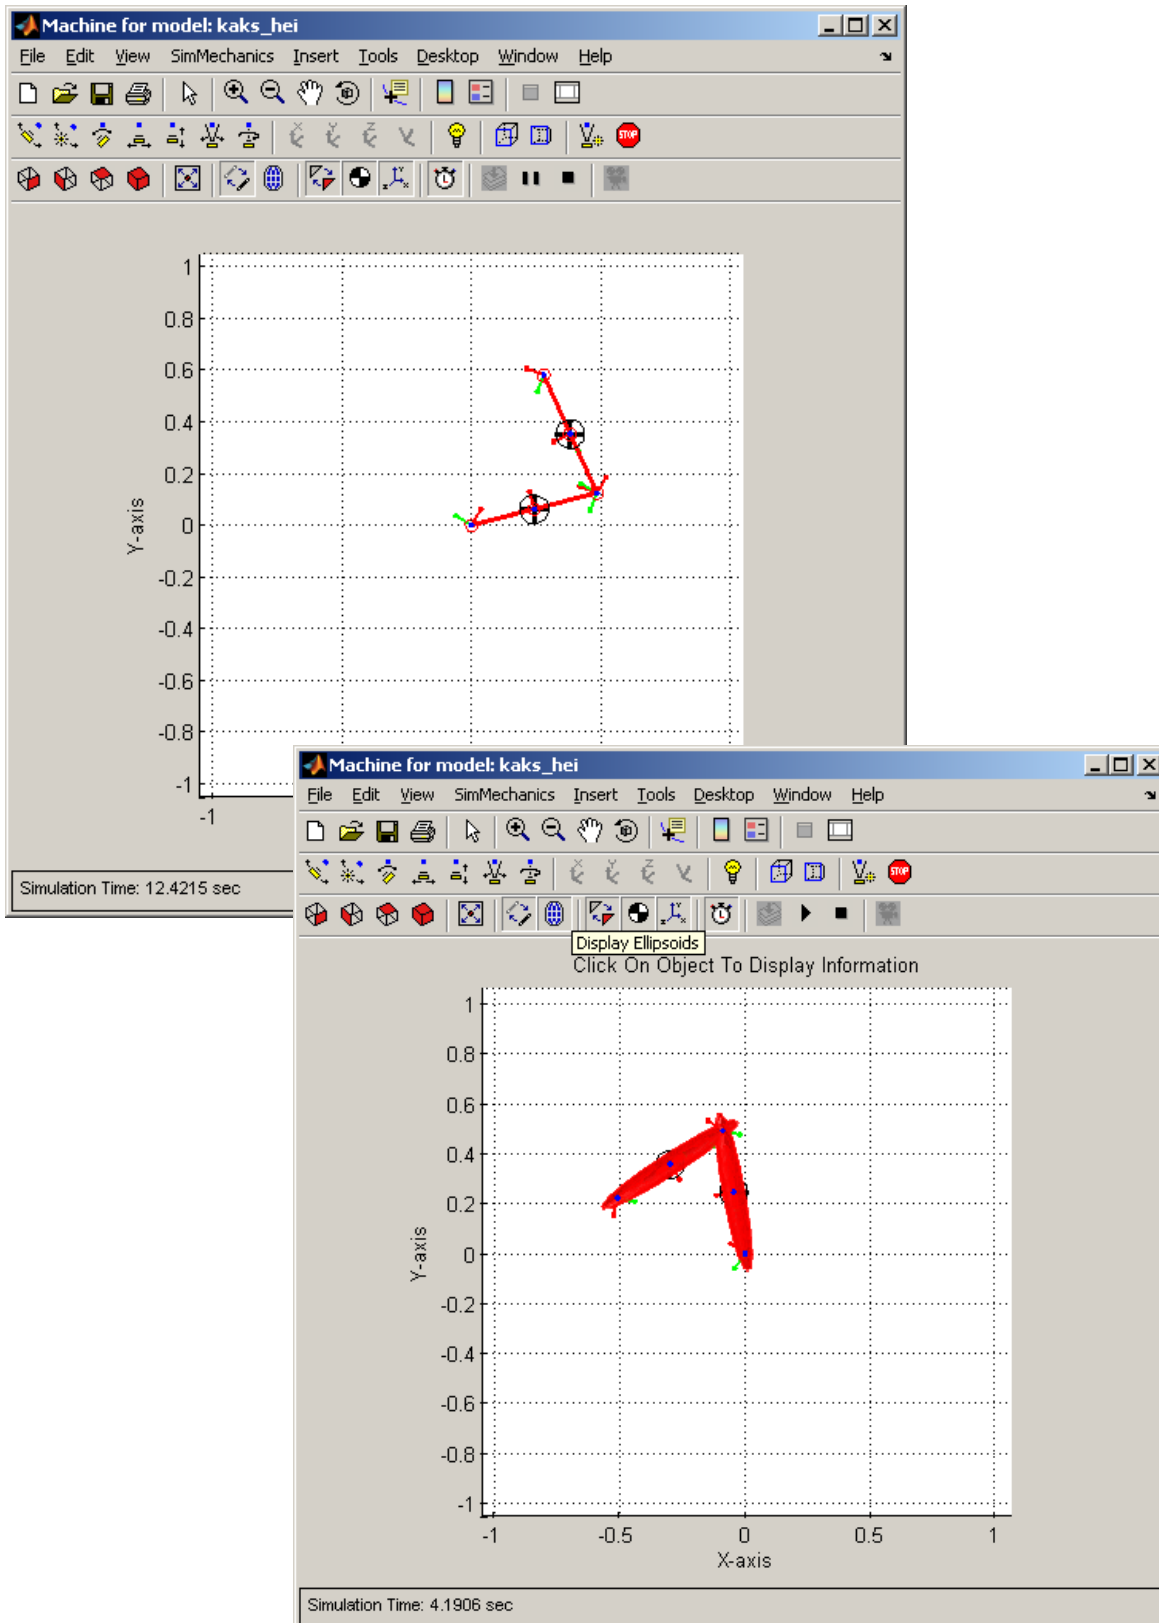 Machine for model: kaks_hei
File Edit View SimMechanics Insert Tools Desktop Window Help
STOP
1
0.8
0.6
0.4
0.2
0
-0.2
-0.4
-0.6
-0.8
-1
Y-axis
-1
Simulation Time: 12.4215 sec
Machine for model: kaks_hei
File Edit View SimMechanics Insert Tools Desktop Window Help
STOP
Display Ellipsoids
Click On Object To Display Information
1
0.8
0.6
0.4
0.2
0
-0.2
-0.4
-0.6
-0.8
-1
Y-axis
-1 -0.5 0 0.5 1
X-axis
Simulation Time: 4.1906 sec